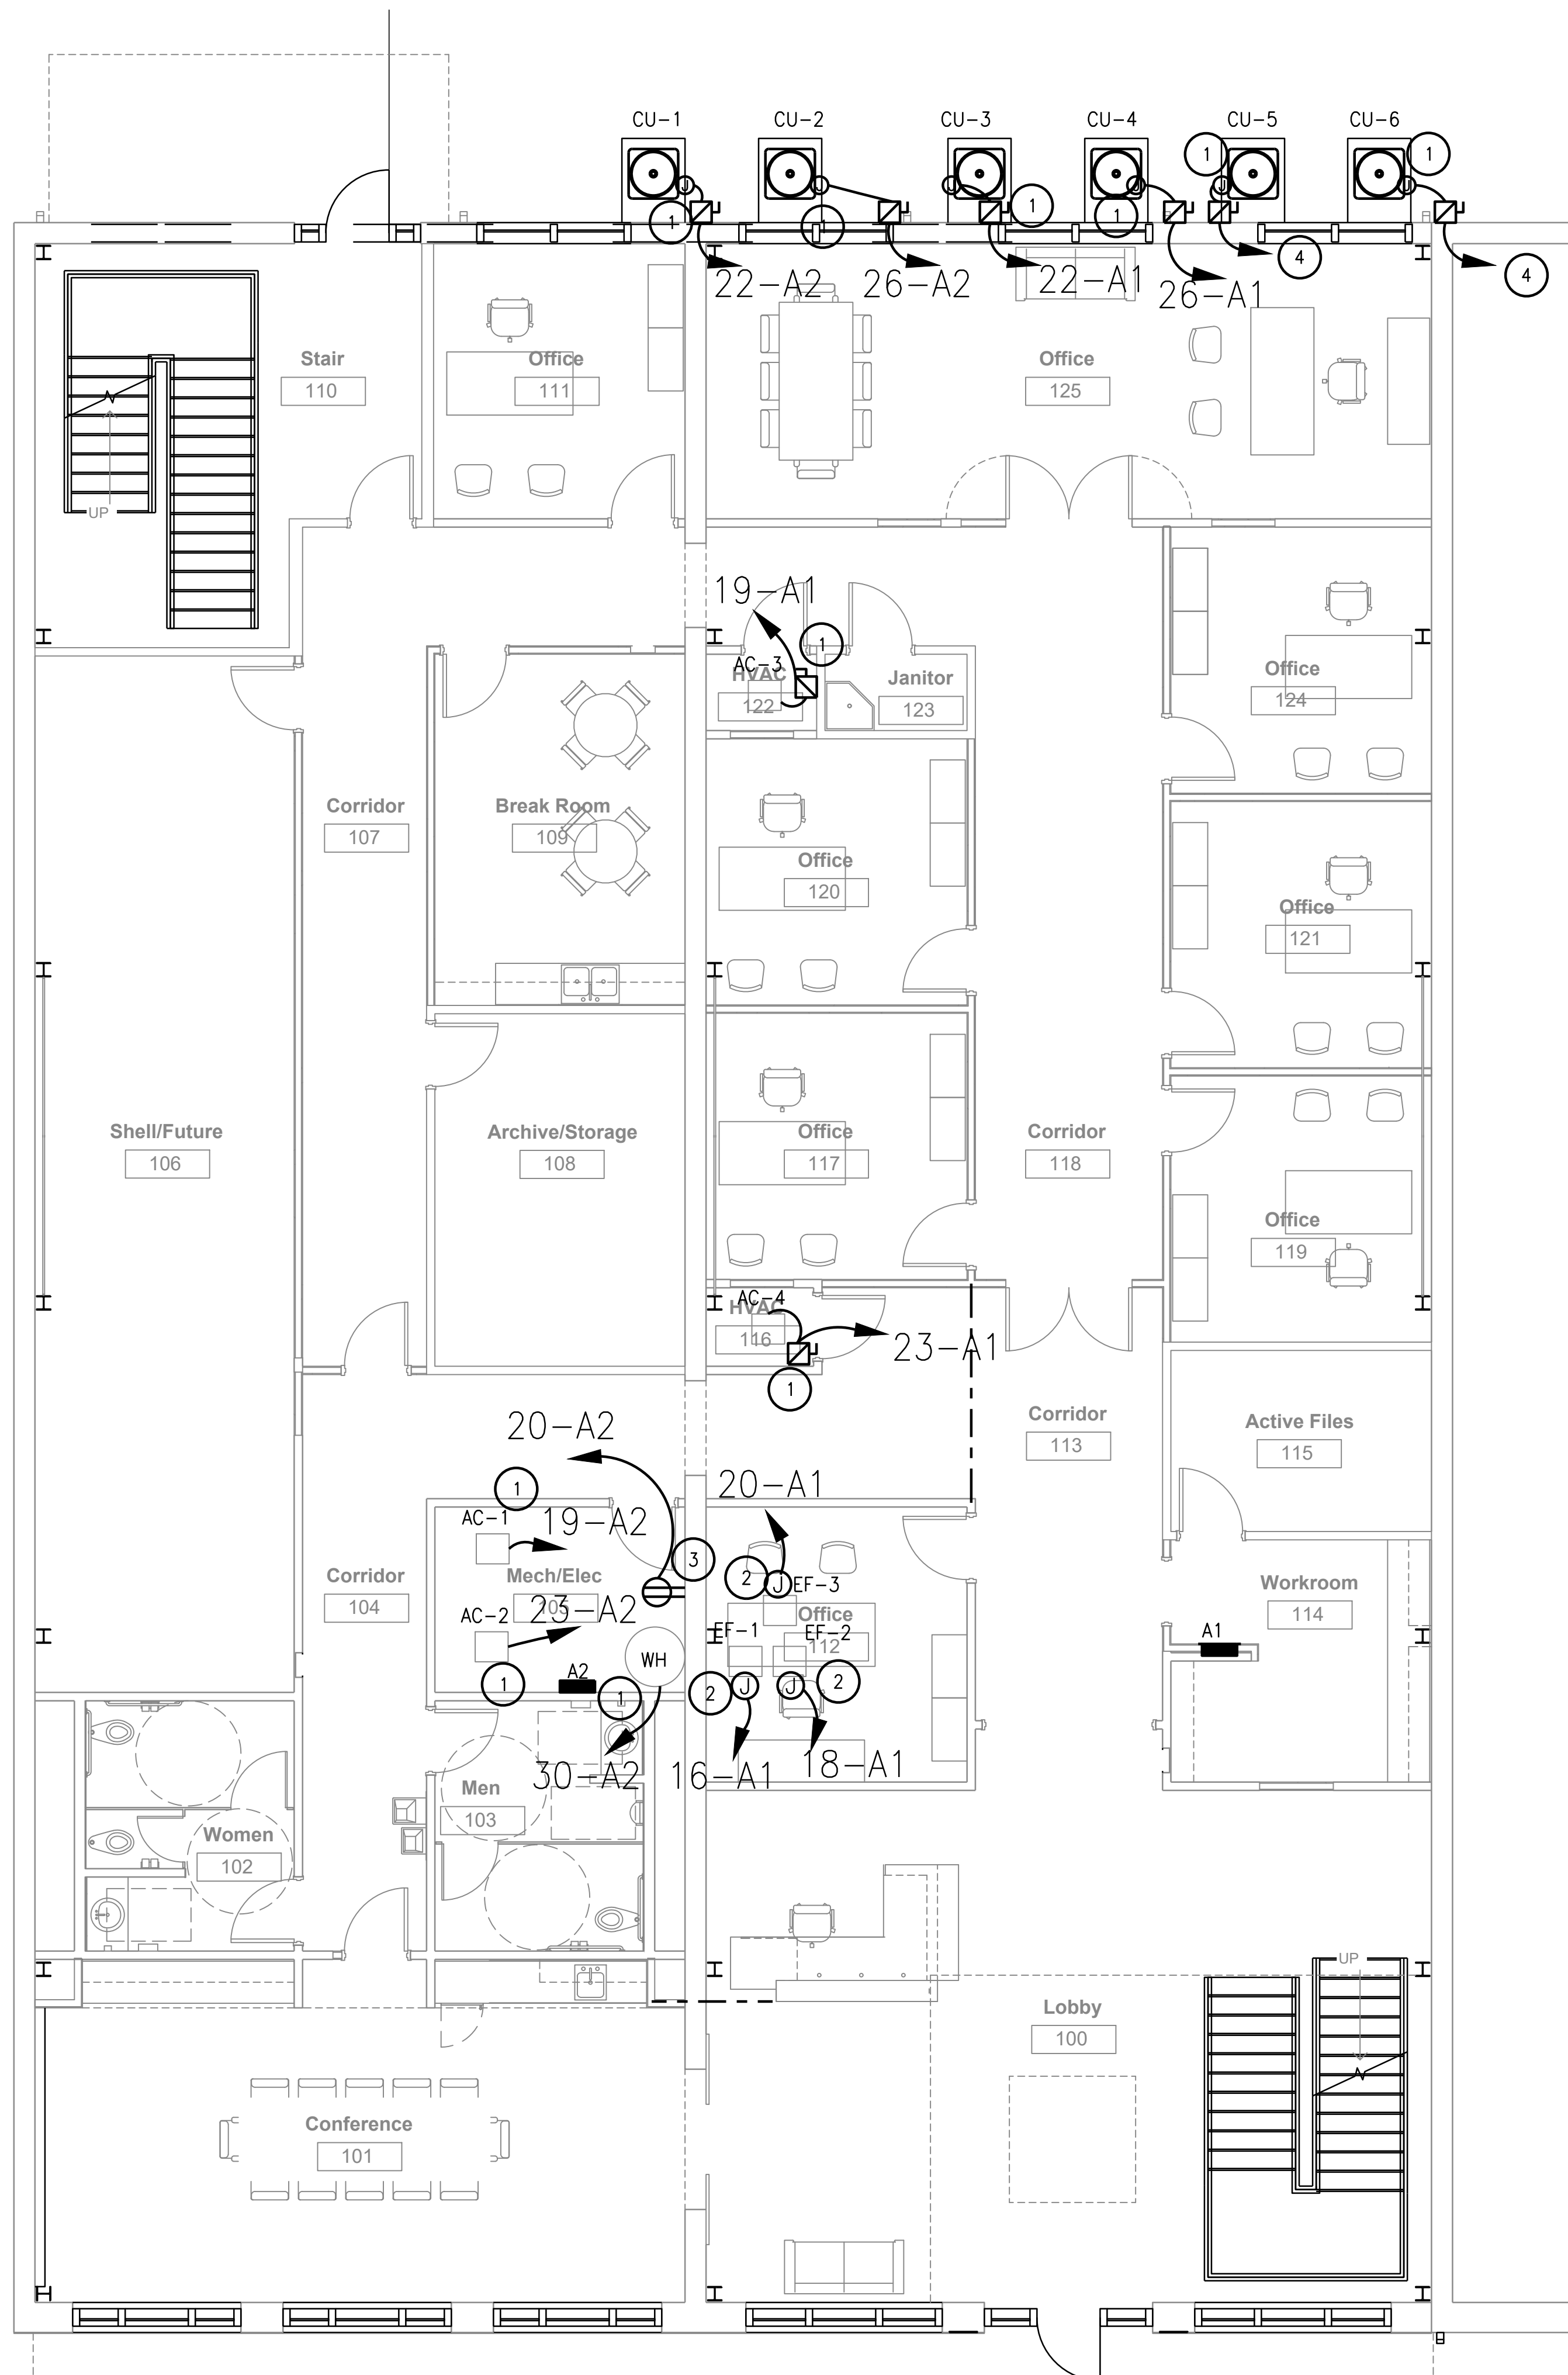 CU-1 CU-2 CU-3 CU-4 CU-5 CU-6
J J J J J J
1 1 1 1 1 1
4 4
22-A2 26-A2 22-A1 26-A1
Stair
110
Office
111
Office
125
UP
19-A1
1
AC-3
HVAC
122
Janitor
123
Office
124
Corridor
107
Break Room
109
Office
120
Office
121
Shell/Future
106
Archive/Storage
108
Office
117
Corridor
118
Office
119
AC-4
HVAC
116
23-A1
1
20-A2
Corridor
113
Active Files
115
1
20-A1
AC-1
19-A2
3
2
J
EF-3
Corridor
104
Mech/Elec
105
AC-2
23-A2
Office
112
EF-1
EF-2
Workroom
114
A1
WH
A2
1
1
2
J
J
2
30-A2
16-A1
18-A1
Men
103
Women
102
UP
Lobby
100
Conference
101